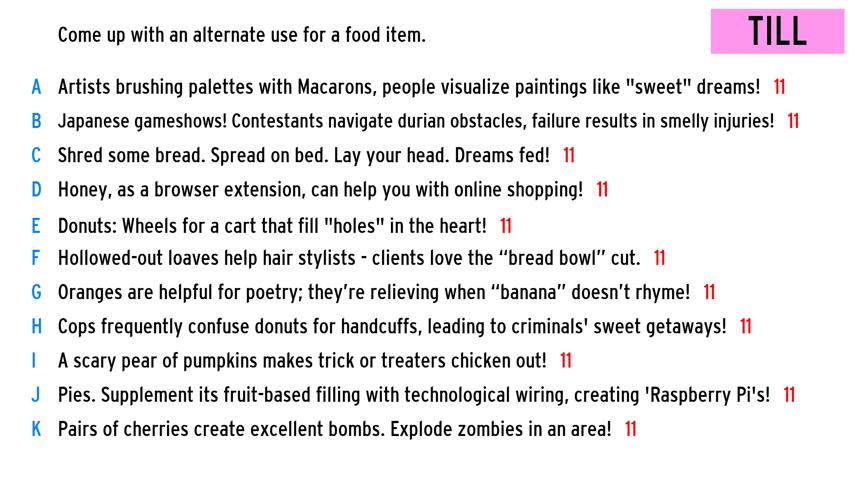 Come up with an alternate use for a food item.
TILL
A Artists brushing palettes with Macarons, people visualize paintings like "sweet" dreams! 11
B Japanese gameshows! Contestants navigate durian obstacles, failure results in smelly injuries! 11
C Shred some bread. Spread on bed. Lay your head. Dreams fed! 11
D Honey, as a browser extension, can help you with online shopping! 11
E Donuts: Wheels for a cart that fill "holes" in the heart! 11
F Hollowed-out loaves help hair stylists - clients love the “bread bowl” cut. 11
G Oranges are helpful for poetry; they’re relieving when “banana” doesn’t rhyme! 11
H Cops frequently confuse donuts for handcuffs, leading to criminals' sweet getaways! 11
I A scary pear of pumpkins makes trick or treaters chicken out! 11
J Pies. Supplement its fruit-based filling with technological wiring, creating 'Raspberry Pi's! 11
K Pairs of cherries create excellent bombs. Explode zombies in an area! 11